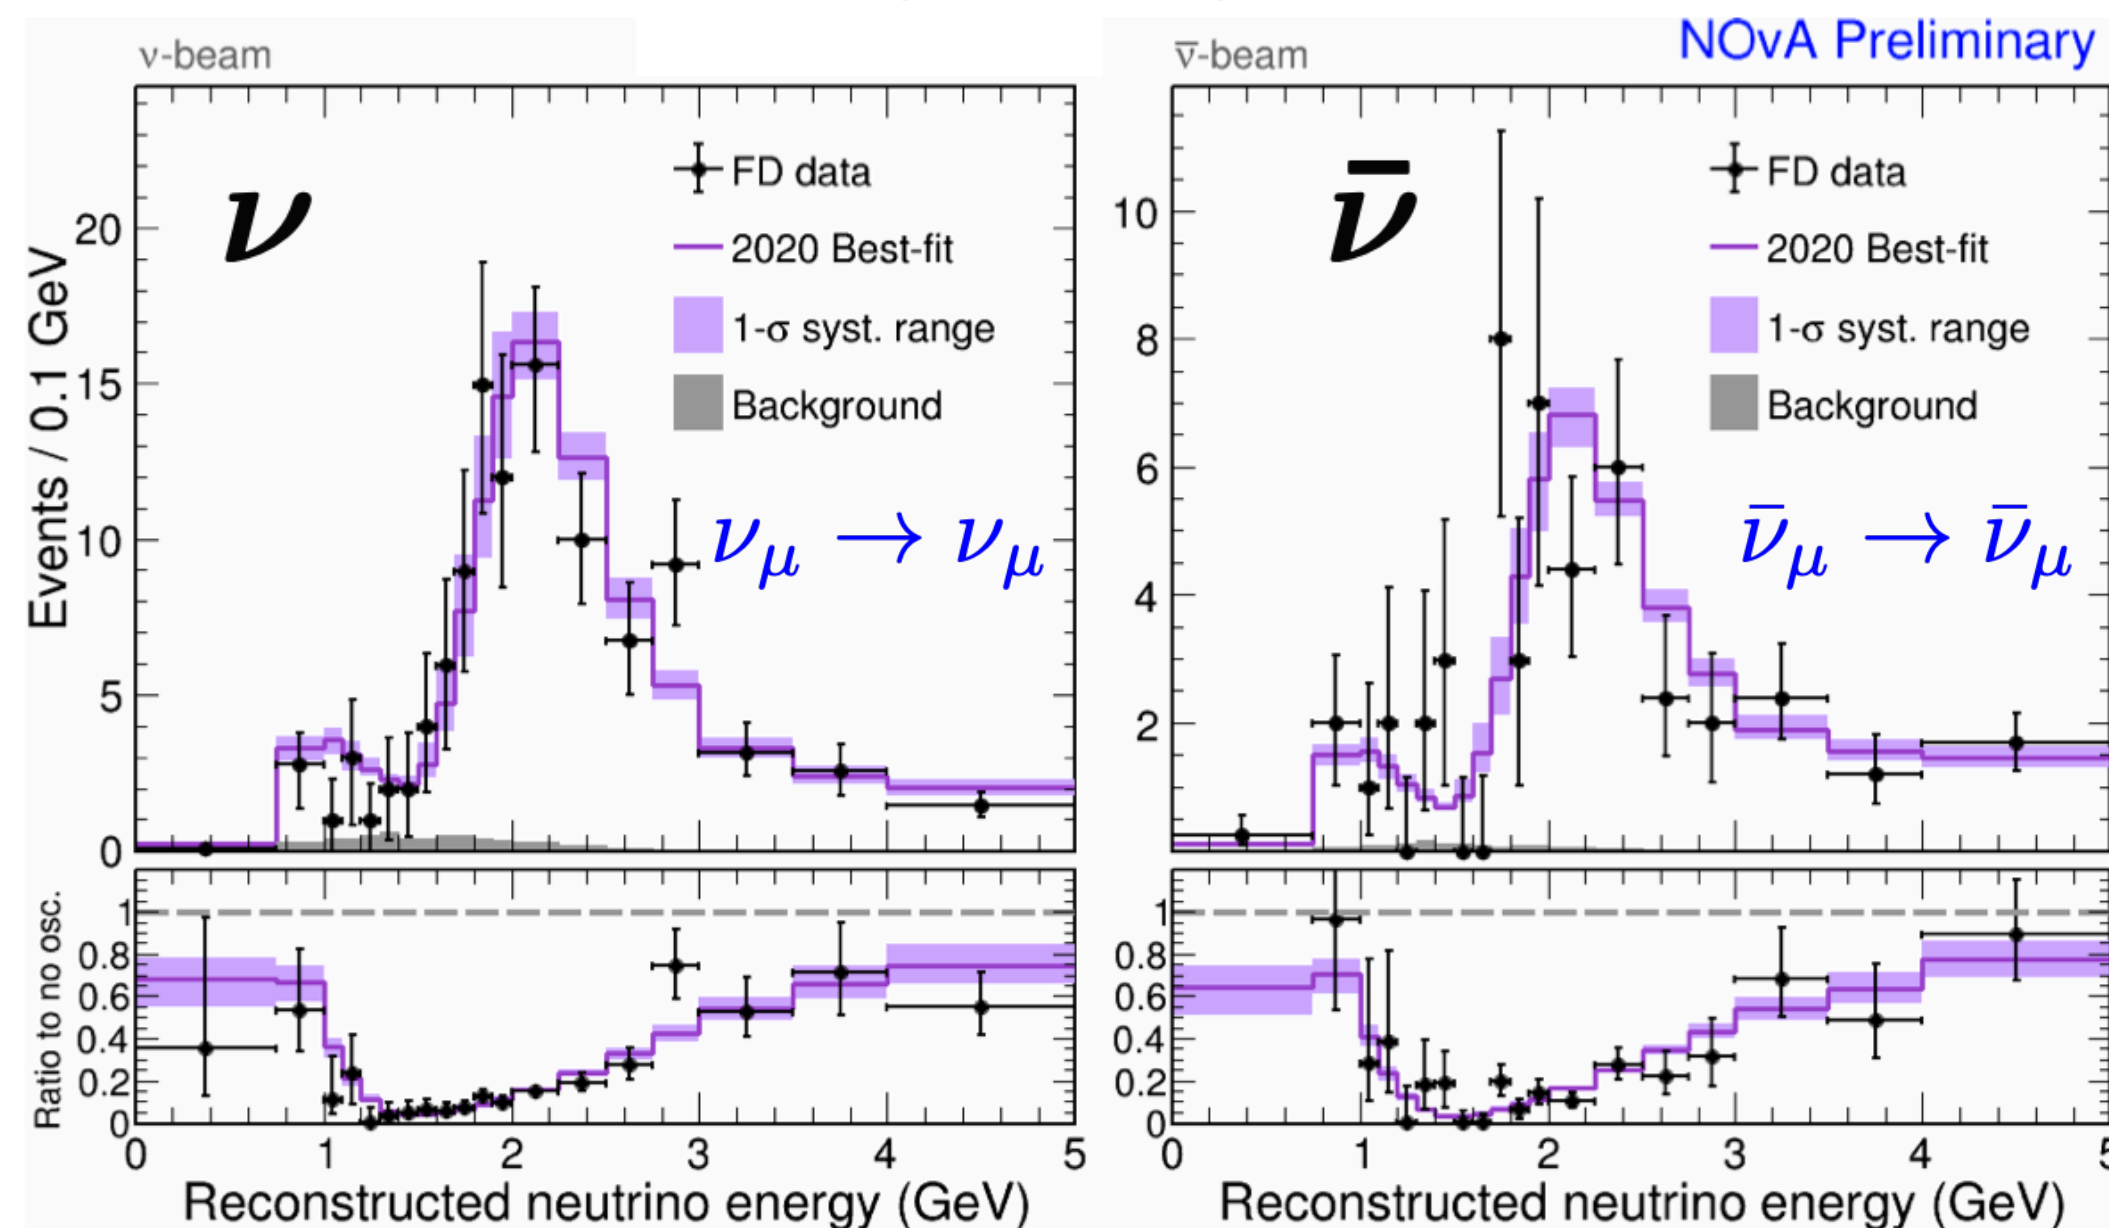 NOvA Preliminary
ν-beam
ν
FD data
2020 Best-fit
1-σ syst. range
Background
νμ → νμ
Events / 0.1 GeV
20
15
10
5
0
Ratio to no osc.
1
0.8
0.6
0.4
0.2
0
0 1 2 3 4 5
Reconstructed neutrino energy (GeV)
ν̄-beam
ν̄
FD data
2020 Best-fit
1-σ syst. range
Background
ν̄μ → ν̄μ
10
8
6
4
2
1
0.8
0.6
0.4
0.2
0
0 1 2 3 4 5
Reconstructed neutrino energy (GeV)